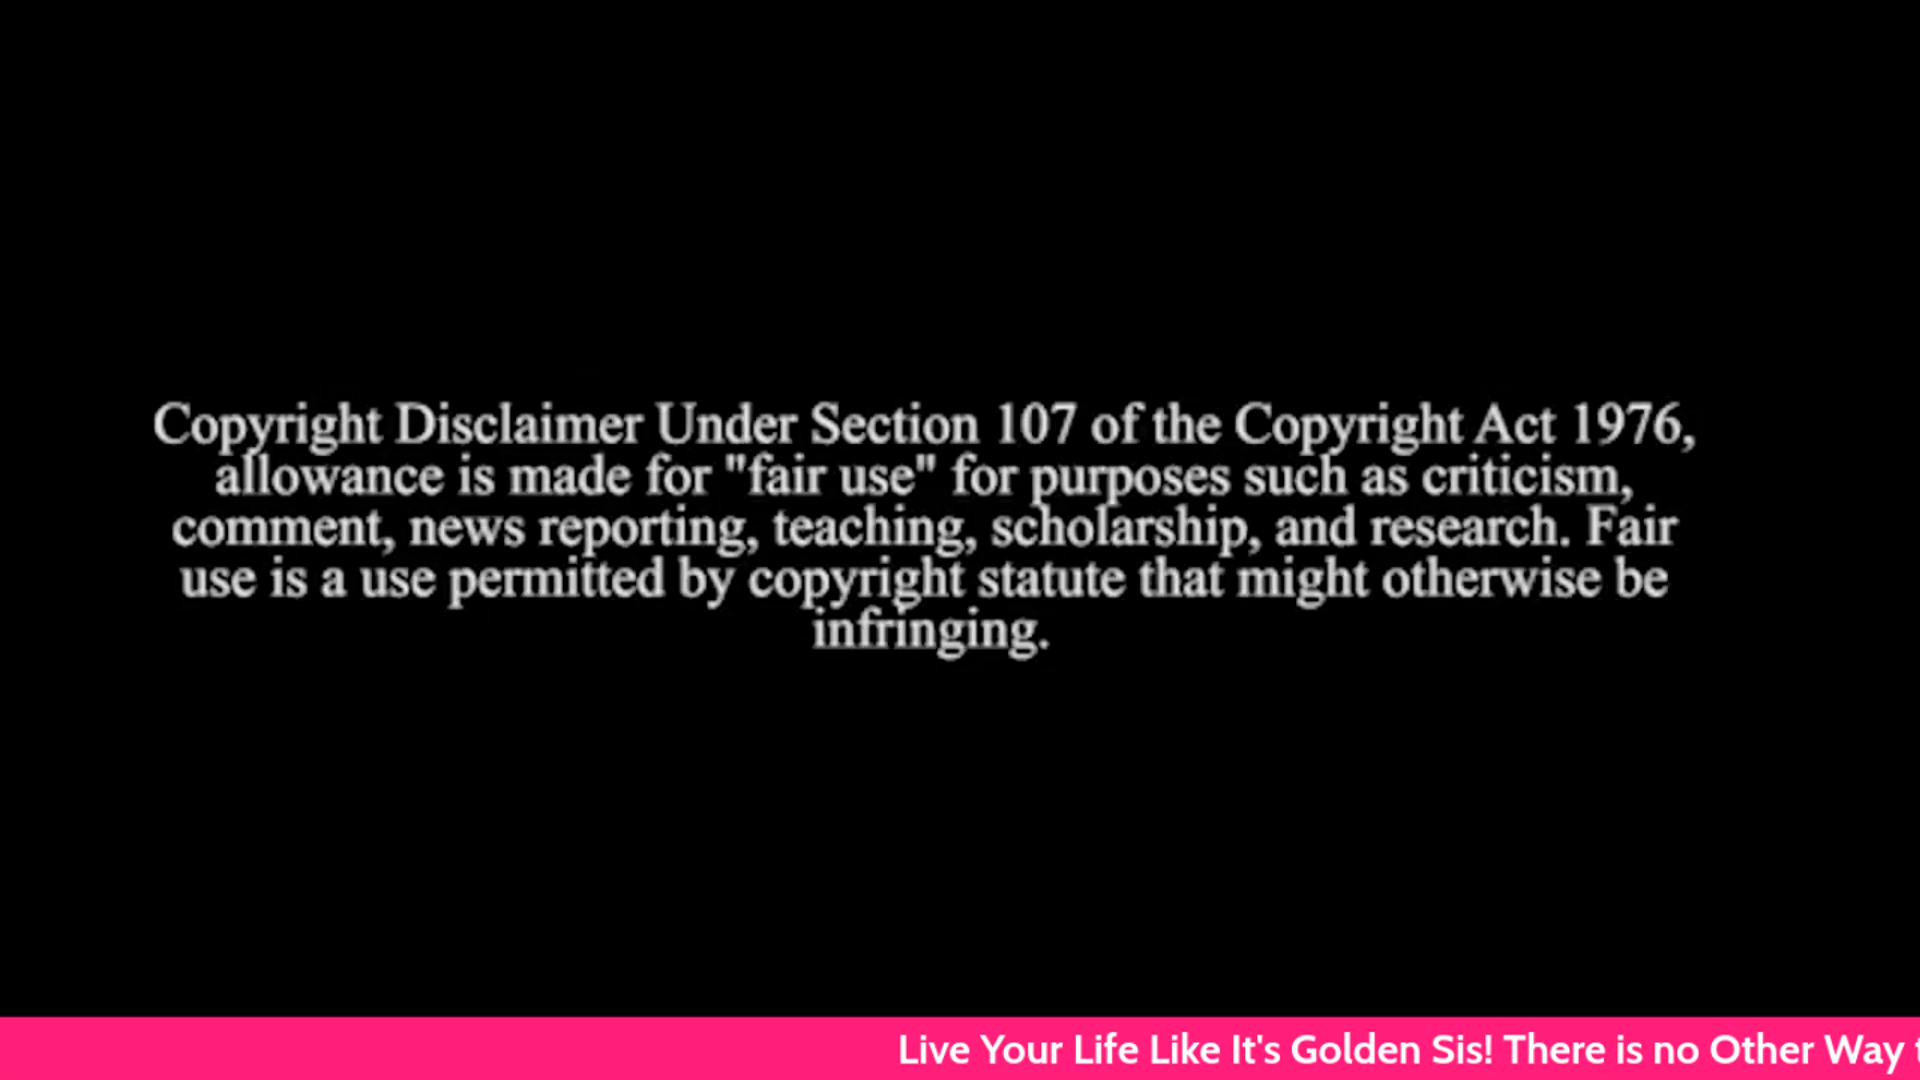 Copyright Disclaimer Under Section 107 of the Copyright Act 1976,
allowance is made for "fair use" for purposes such as criticism,
comment, news reporting, teaching, scholarship, and research. Fair
use is a use permitted by copyright statute that might otherwise be
infringing.
Live Your Life Like It's Golden Sis! There is no Other Way